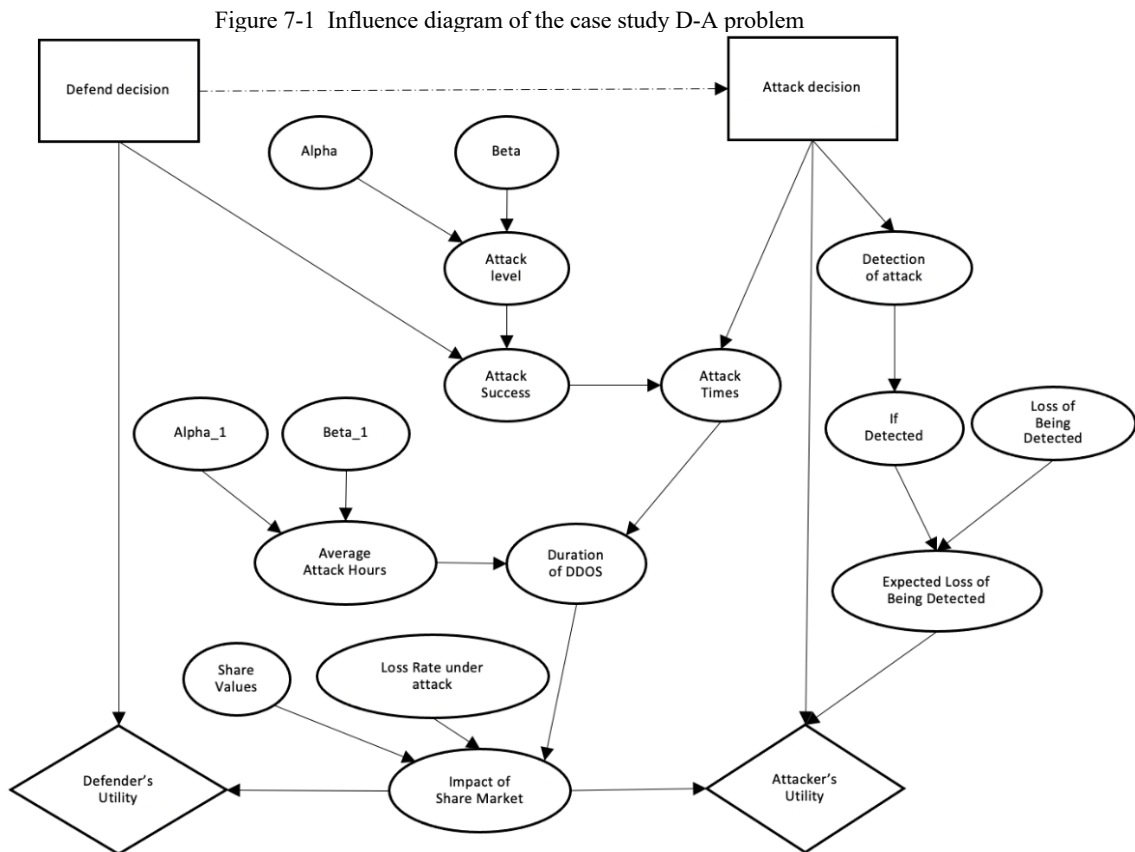 Figure 7-1 Influence diagram of the case study D-A problem
Defend decision
Attack decision
Alpha
Beta
Attack
level
Detection
of attack
Attack
Success
Attack
Times
Alpha_1
Beta_1
If
Detected
Loss of
Being
Detected
Average
Attack Hours
Duration
of DDOS
Expected Loss of
Being Detected
Share
Values
Loss Rate under
attack
Defender's
Utility
Impact of
Share Market
Attacker's
Utility